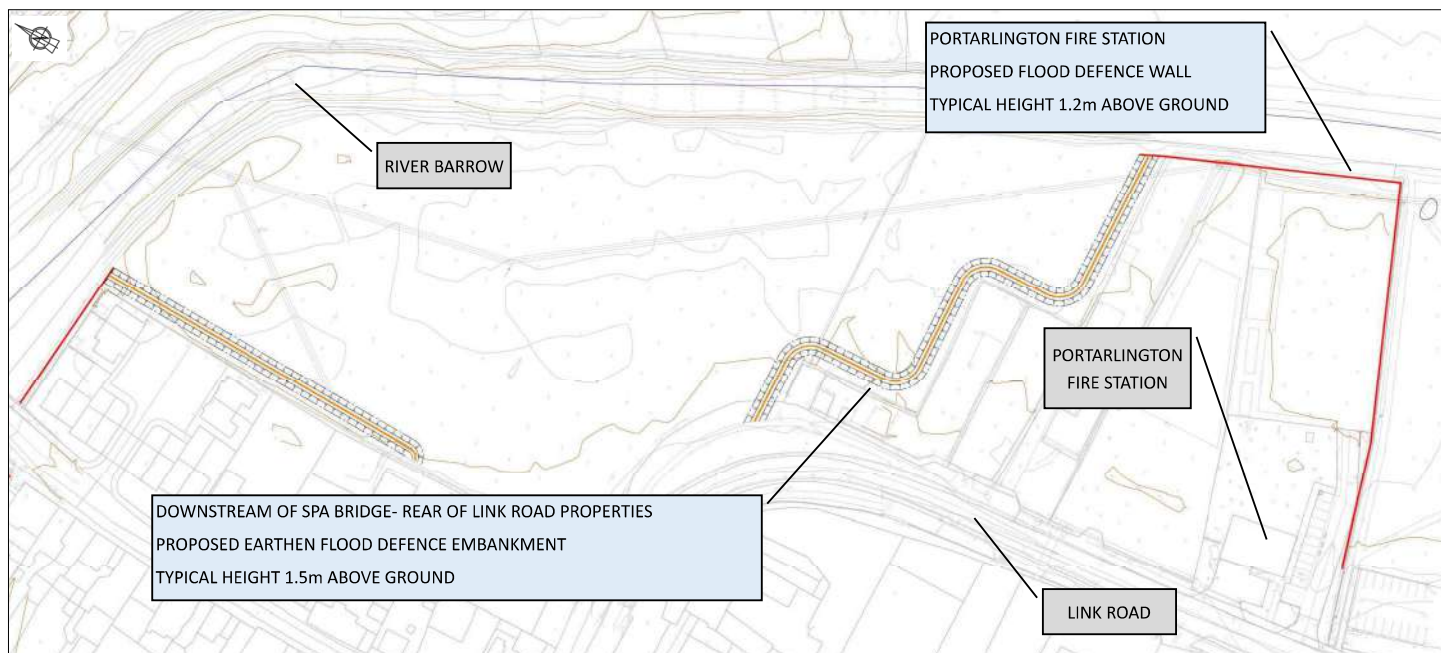 PORTARLINGTON FIRE STATION
PROPOSED FLOOD DEFENCE WALL
TYPICAL HEIGHT 1.2m ABOVE GROUND
RIVER BARROW
PORTARLINGTON
FIRE STATION
DOWNSTREAM OF SPA BRIDGE- REAR OF LINK ROAD PROPERTIES
PROPOSED EARTHEN FLOOD DEFENCE EMBANKMENT
TYPICAL HEIGHT 1.5m ABOVE GROUND
LINK ROAD